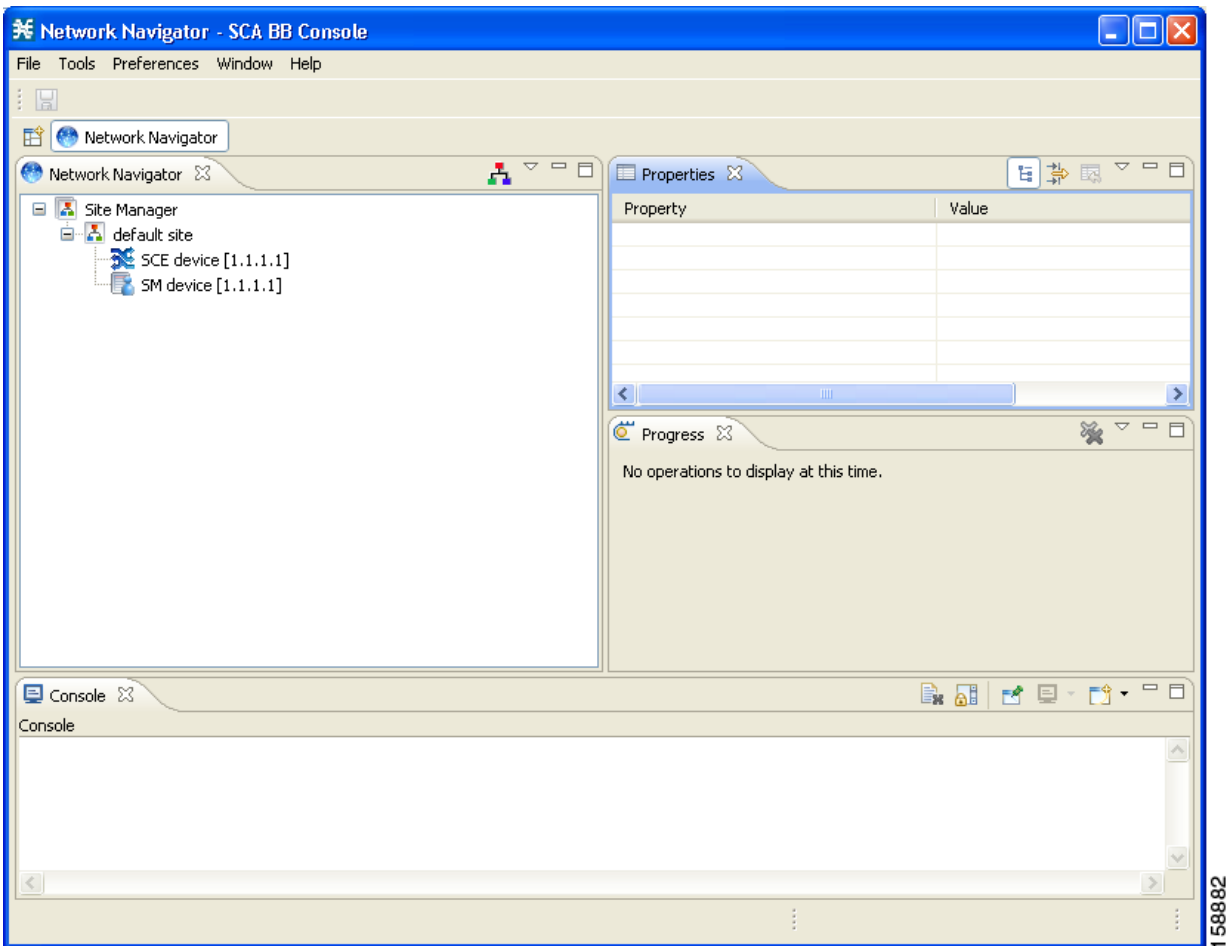 Network Navigator - SCA BB Console
File Tools Preferences Window Help
Network Navigator
Network Navigator
Site Manager
default site
SCE device [1.1.1.1]
SM device [1.1.1.1]
Properties
Property Value
Progress
No operations to display at this time.
Console
Console
158882